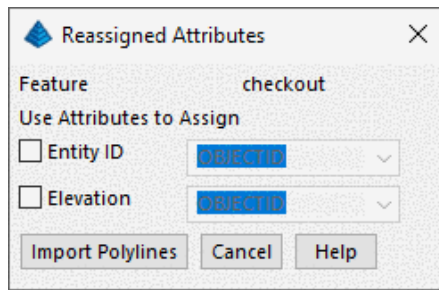 Reassigned Attributes
Feature checkout
Use Attributes to Assign
Entity ID OBJECTID
Elevation OBJECTID
Import Polylines Cancel Help